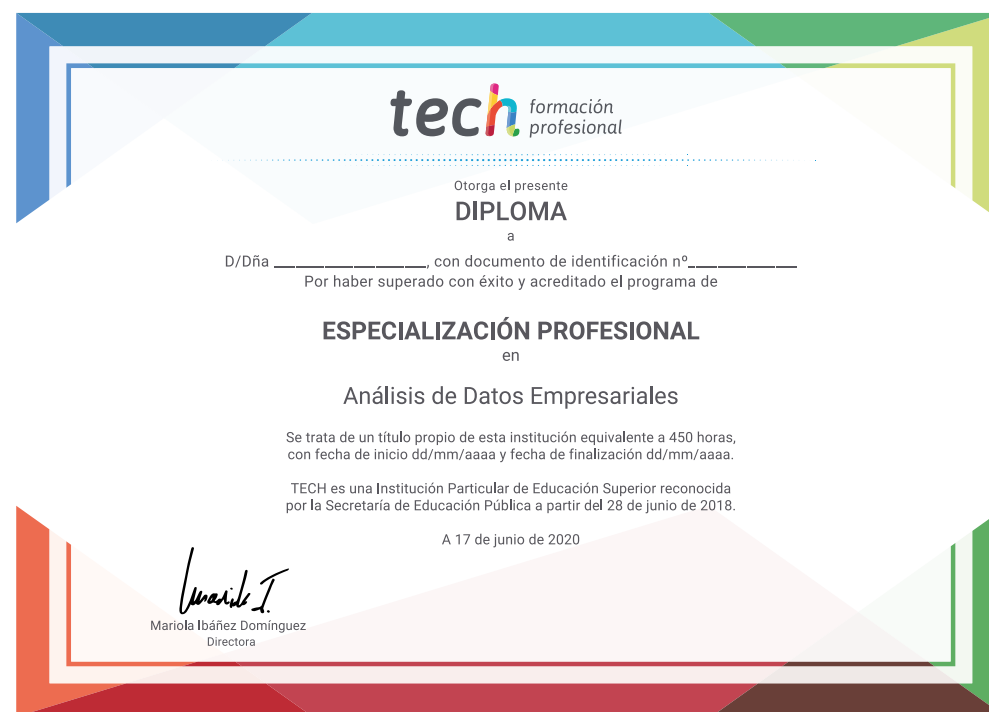 tech formación
profesional
Otorga el presente
DIPLOMA
a
D/Dña ______________, con documento de identificación nº__________
Por haber superado con éxito y acreditado el programa de
ESPECIALIZACIÓN PROFESIONAL
en
Análisis de Datos Empresariales
Se trata de un título propio de esta institución equivalente a 450 horas,
con fecha de inicio dd/mm/aaaa y fecha de finalización dd/mm/aaaa.
TECH es una Institución Particular de Educación Superior reconocida
por la Secretaría de Educación Pública a partir del 28 de junio de 2018.
A 17 de junio de 2020
Mariola Ibáñez Domínguez
Directora